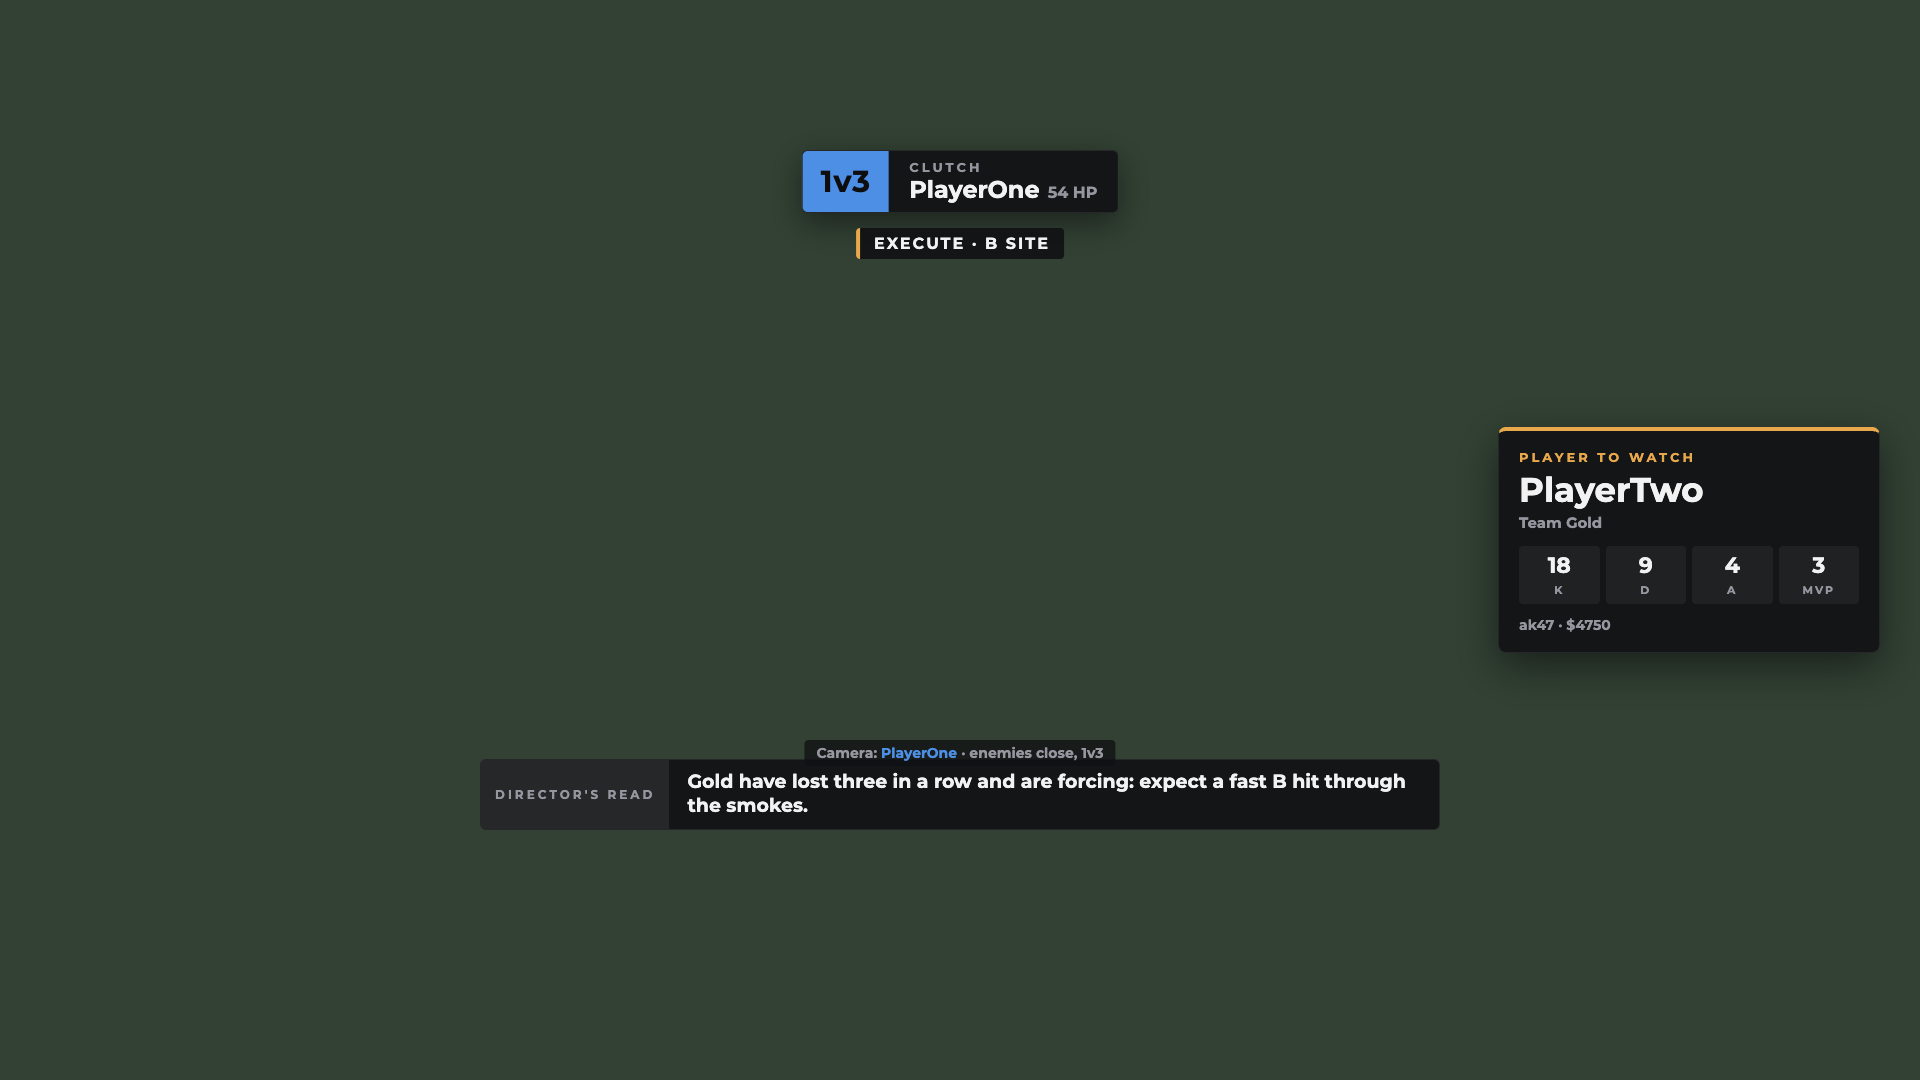 1v3
CLUTCH
PlayerOne 54 HP
EXECUTE · B SITE
PLAYER TO WATCH
PlayerTwo
Team Gold
18 9 4 3
K D A MVP
ak47 · $4750
Camera: PlayerOne · enemies close, 1v3
DIRECTOR'S READ
Gold have lost three in a row and are forcing: expect a fast B hit through
the smokes.